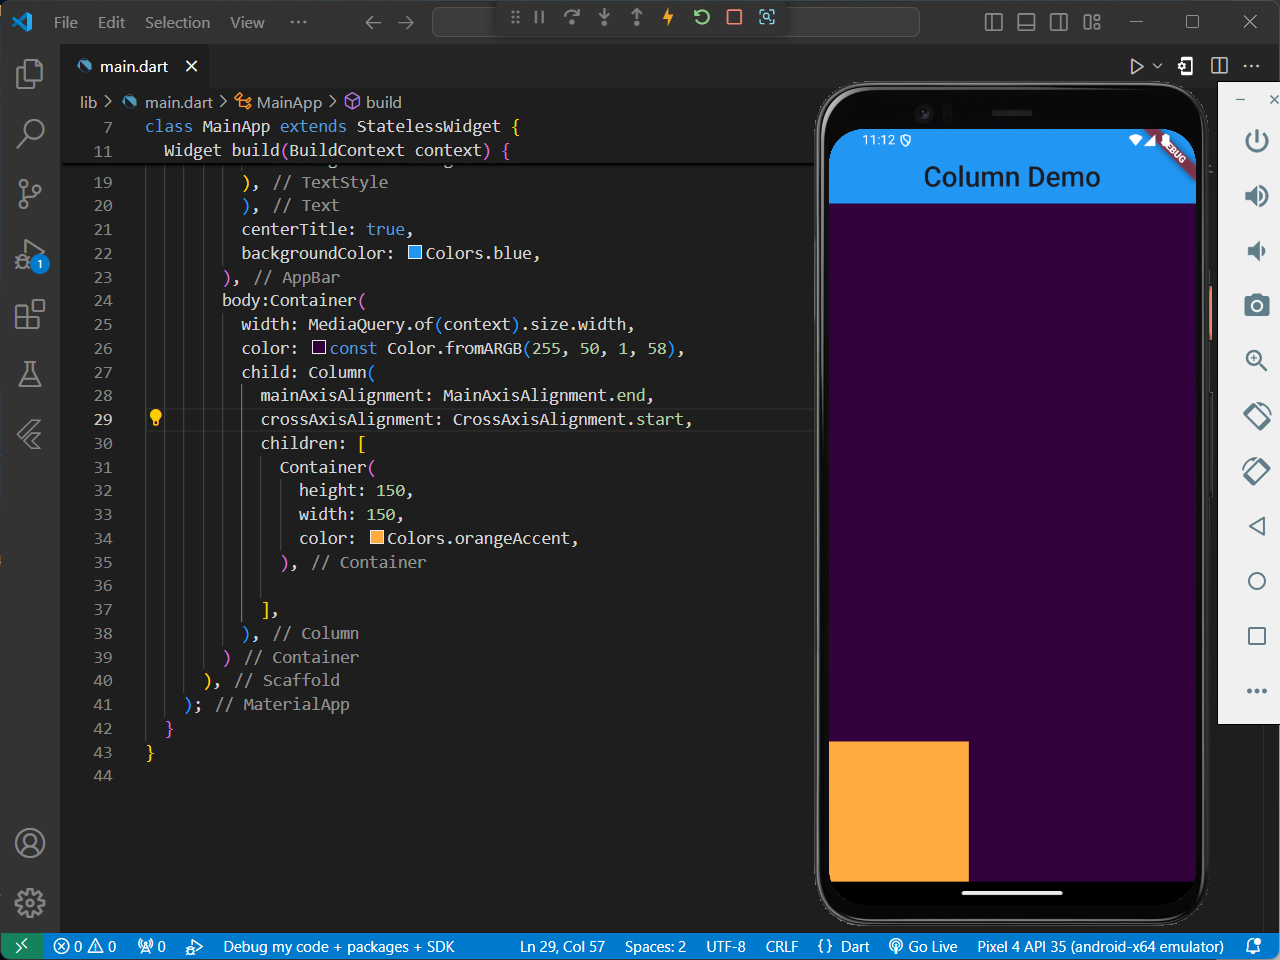 File Edit Selection View ···
main.dart
lib > main.dart > MainApp > build
7 class MainApp extends StatelessWidget {
11 Widget build(BuildContext context) {
19 ), // TextStyle
20 ), // Text
21 centerTitle: true,
22 backgroundColor: Colors.blue,
23 ), // AppBar
24 body:Container(
25 width: MediaQuery.of(context).size.width,
26 color: const Color.fromARGB(255, 50, 1, 58),
27 child: Column(
28 mainAxisAlignment: MainAxisAlignment.end,
29 crossAxisAlignment: CrossAxisAlignment.start,
30 children: [
31 Container(
32 height: 150,
33 width: 150,
34 color: Colors.orangeAccent,
35 ), // Container
36
37 ],
38 ), // Column
39 ) // Container
40 ), // Scaffold
41 ); // MaterialApp
42 }
43 }
44
1
11:12
DEBUG
Column Demo
0 0 0 Debug my code + packages + SDK Ln 29, Col 57 Spaces: 2 UTF-8 CRLF {} Dart Go Live Pixel 4 API 35 (android-x64 emulator)